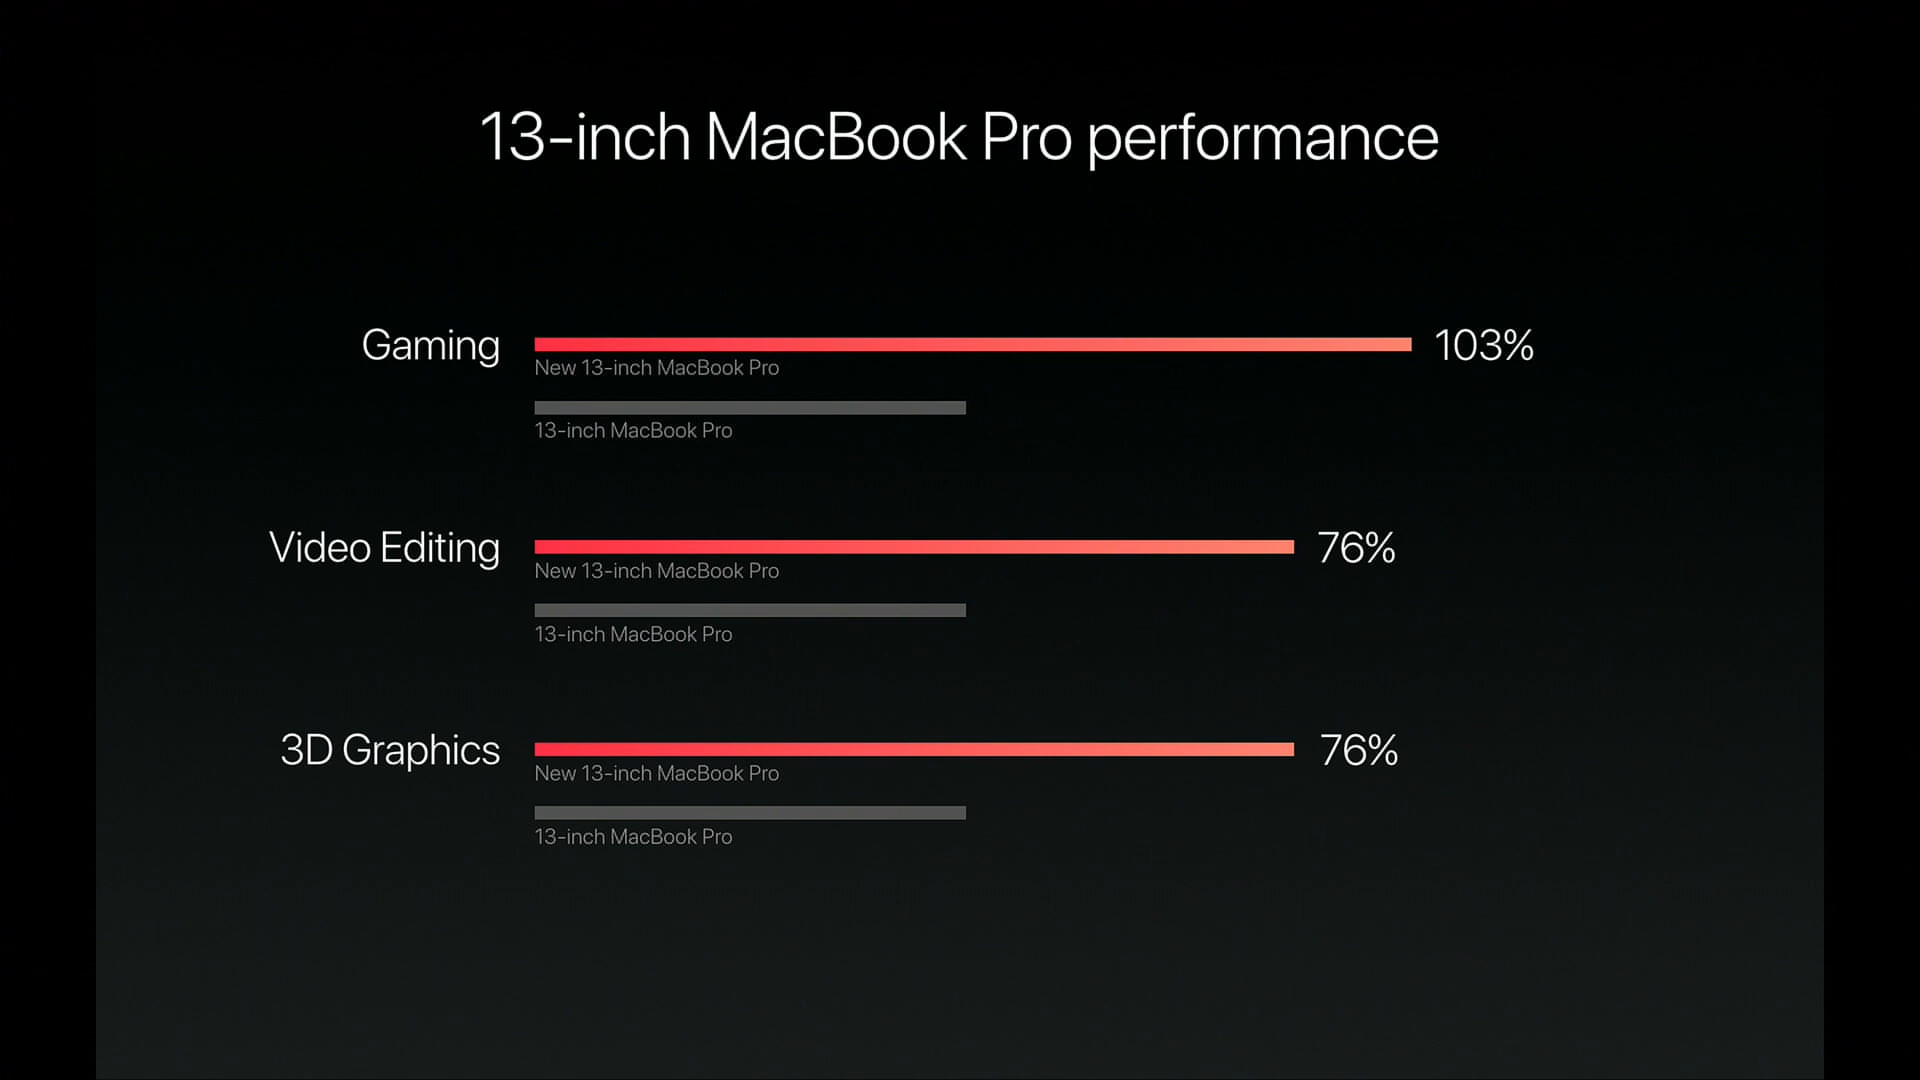 13-inch MacBook Pro performance
Gaming
103%
New 13-inch MacBook Pro
13-inch MacBook Pro
Video Editing
76%
New 13-inch MacBook Pro
13-inch MacBook Pro
3D Graphics
76%
New 13-inch MacBook Pro
13-inch MacBook Pro